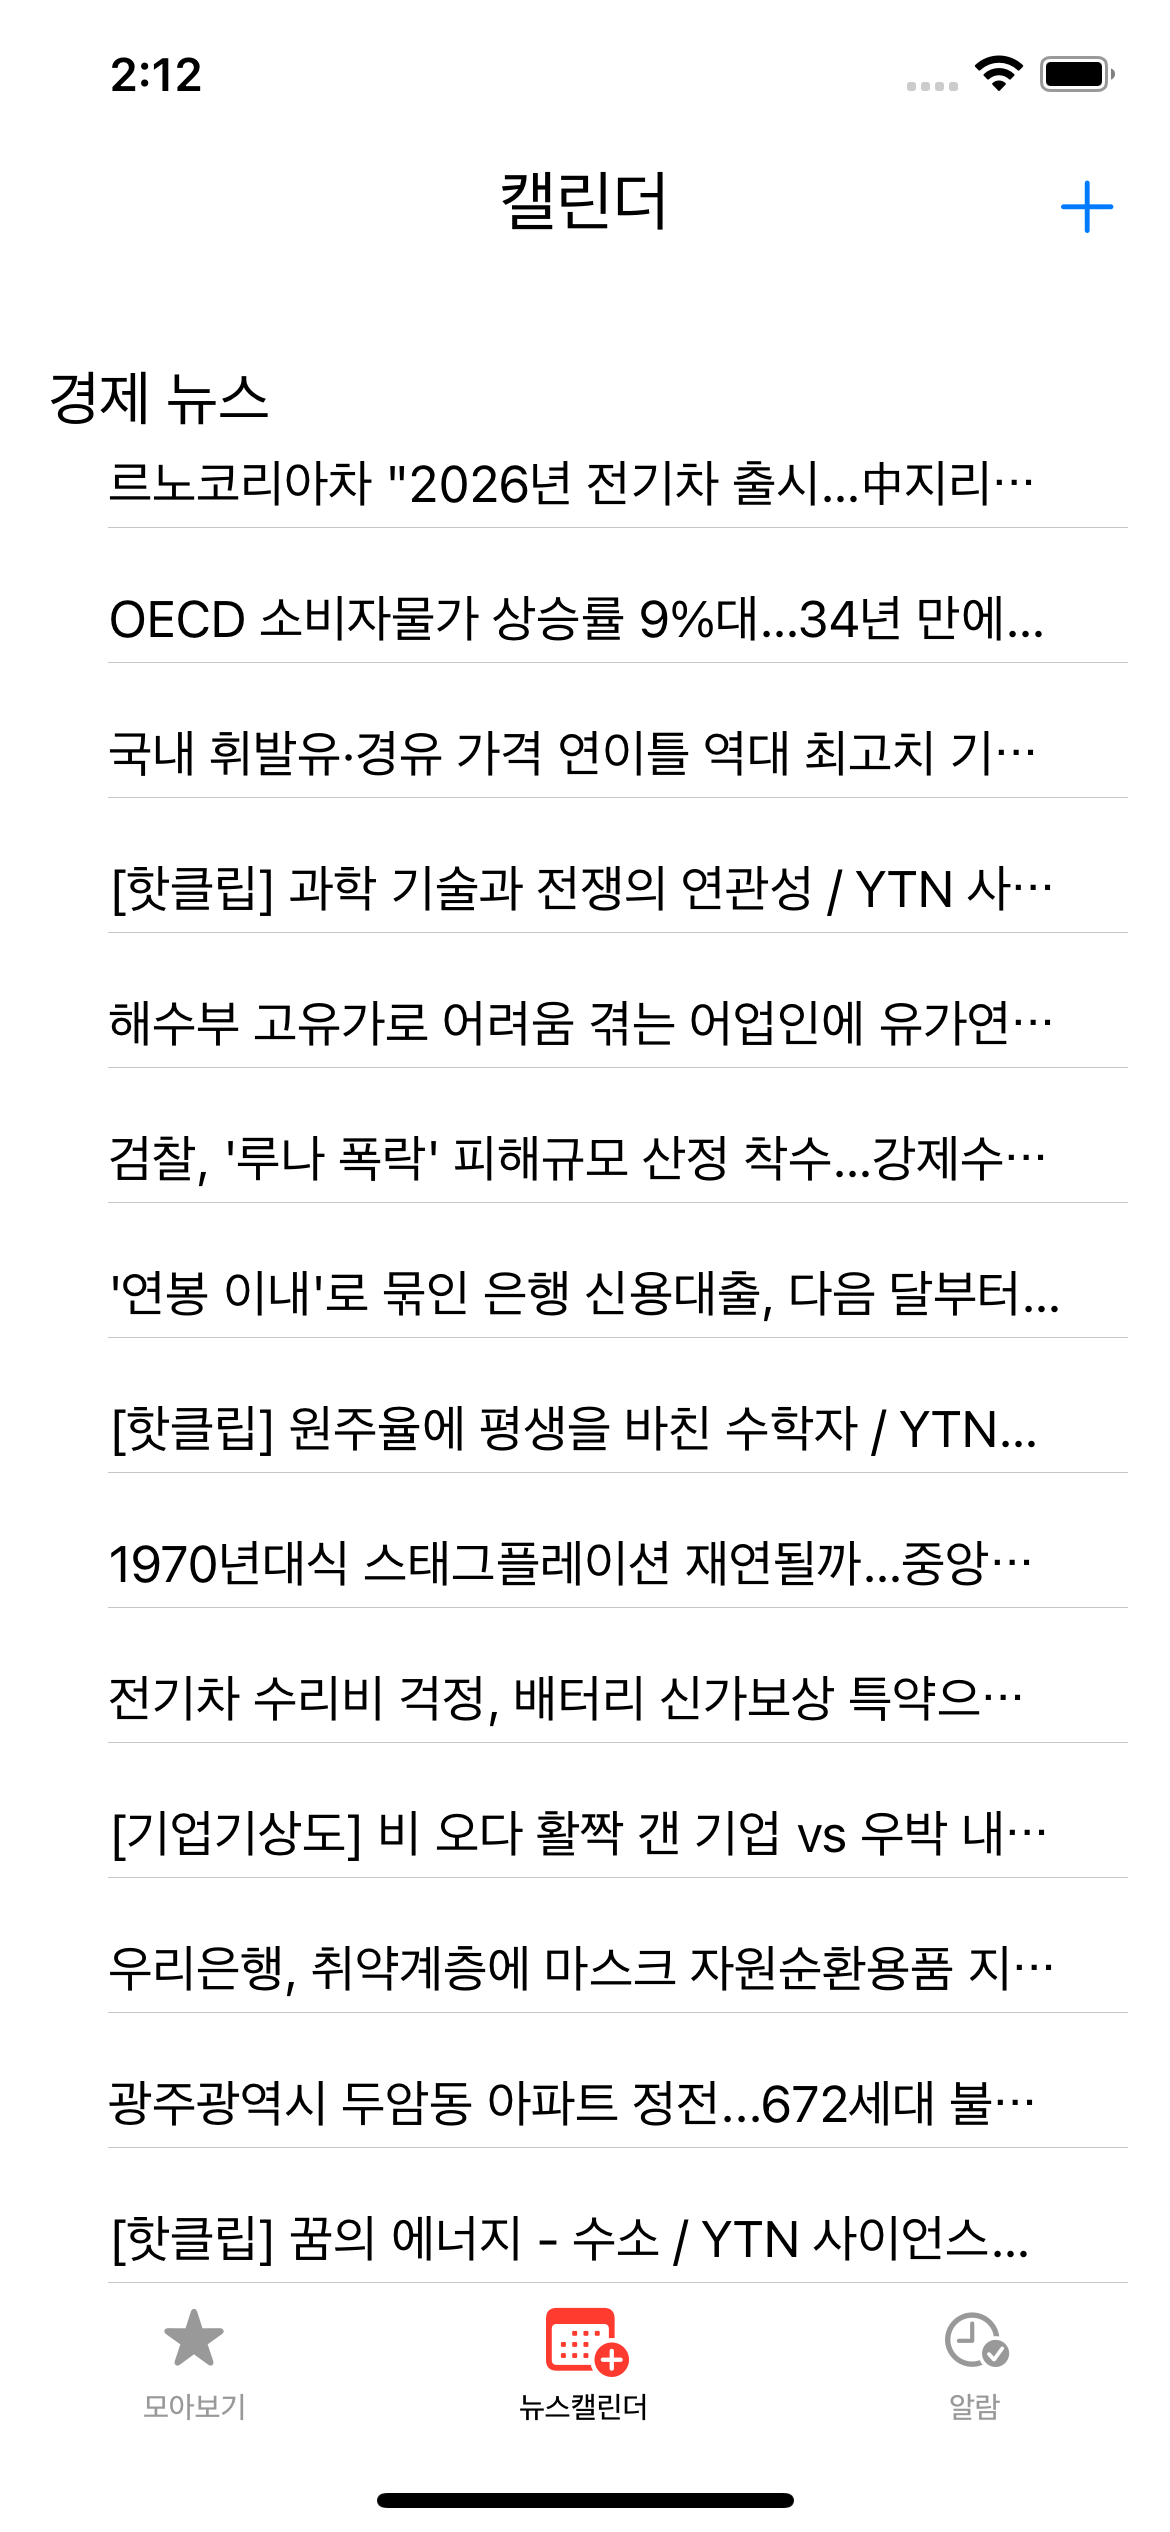 2:12
캘린더
경제 뉴스
르노코리아차 "2026년 전기차 출시...中지리…
OECD 소비자물가 상승률 9%대...34년 만에...
국내 휘발유·경유 가격 연이틀 역대 최고치 기…
[핫클립] 과학 기술과 전쟁의 연관성 / YTN 사…
해수부 고유가로 어려움 겪는 어업인에 유가연…
검찰, '루나 폭락' 피해규모 산정 착수...강제수…
'연봉 이내'로 묶인 은행 신용대출, 다음 달부터...
[핫클립] 원주율에 평생을 바친 수학자 / YTN...
1970년대식 스태그플레이션 재연될까...중앙…
전기차 수리비 걱정, 배터리 신가보상 특약으…
[기업기상도] 비 오다 활짝 갠 기업 vs 우박 내…
우리은행, 취약계층에 마스크 자원순환용품 지…
광주광역시 두암동 아파트 정전...672세대 불…
[핫클립] 꿈의 에너지 - 수소 / YTN 사이언스...
모아보기
뉴스캘린더
알람